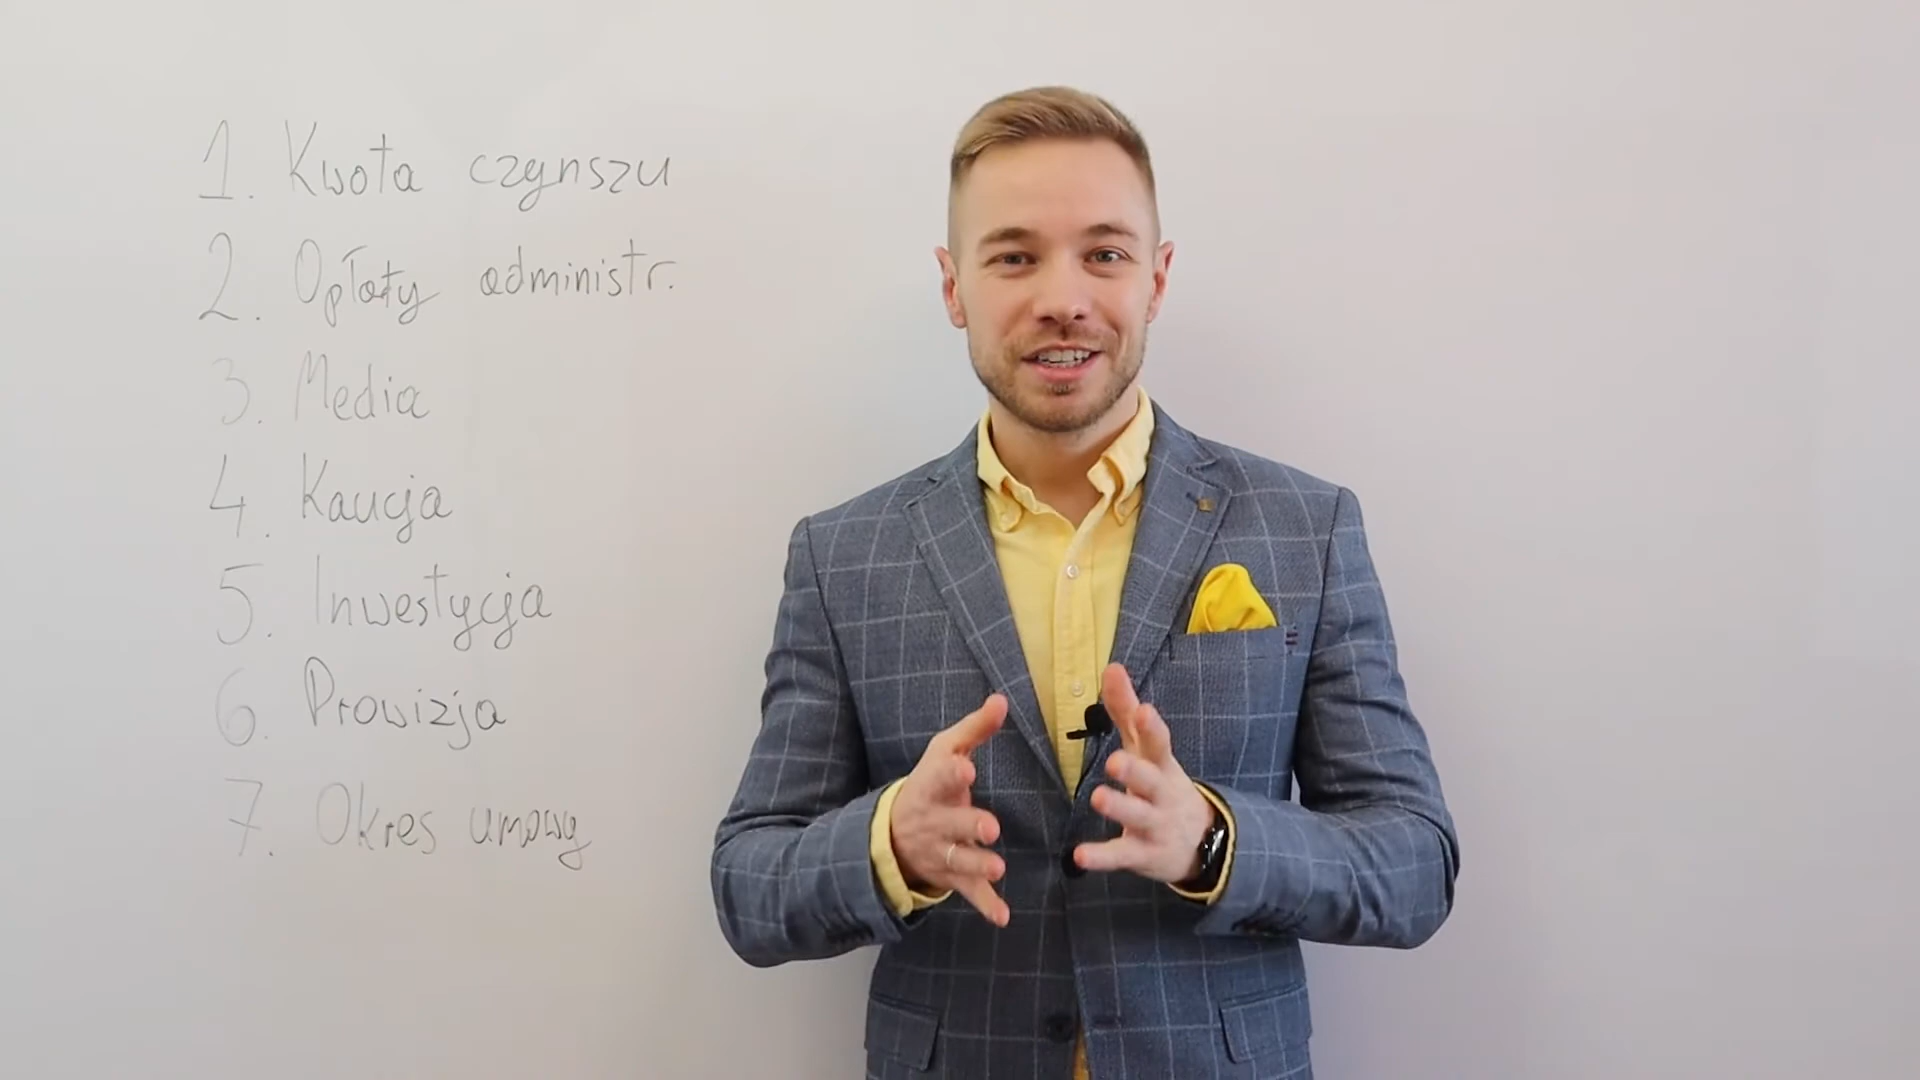 1. Kwota czynszu
2. Opłaty administr.
3. Media
4. Kaucja
5. Inwestycja
6. Prowizja
7. Okres umowy